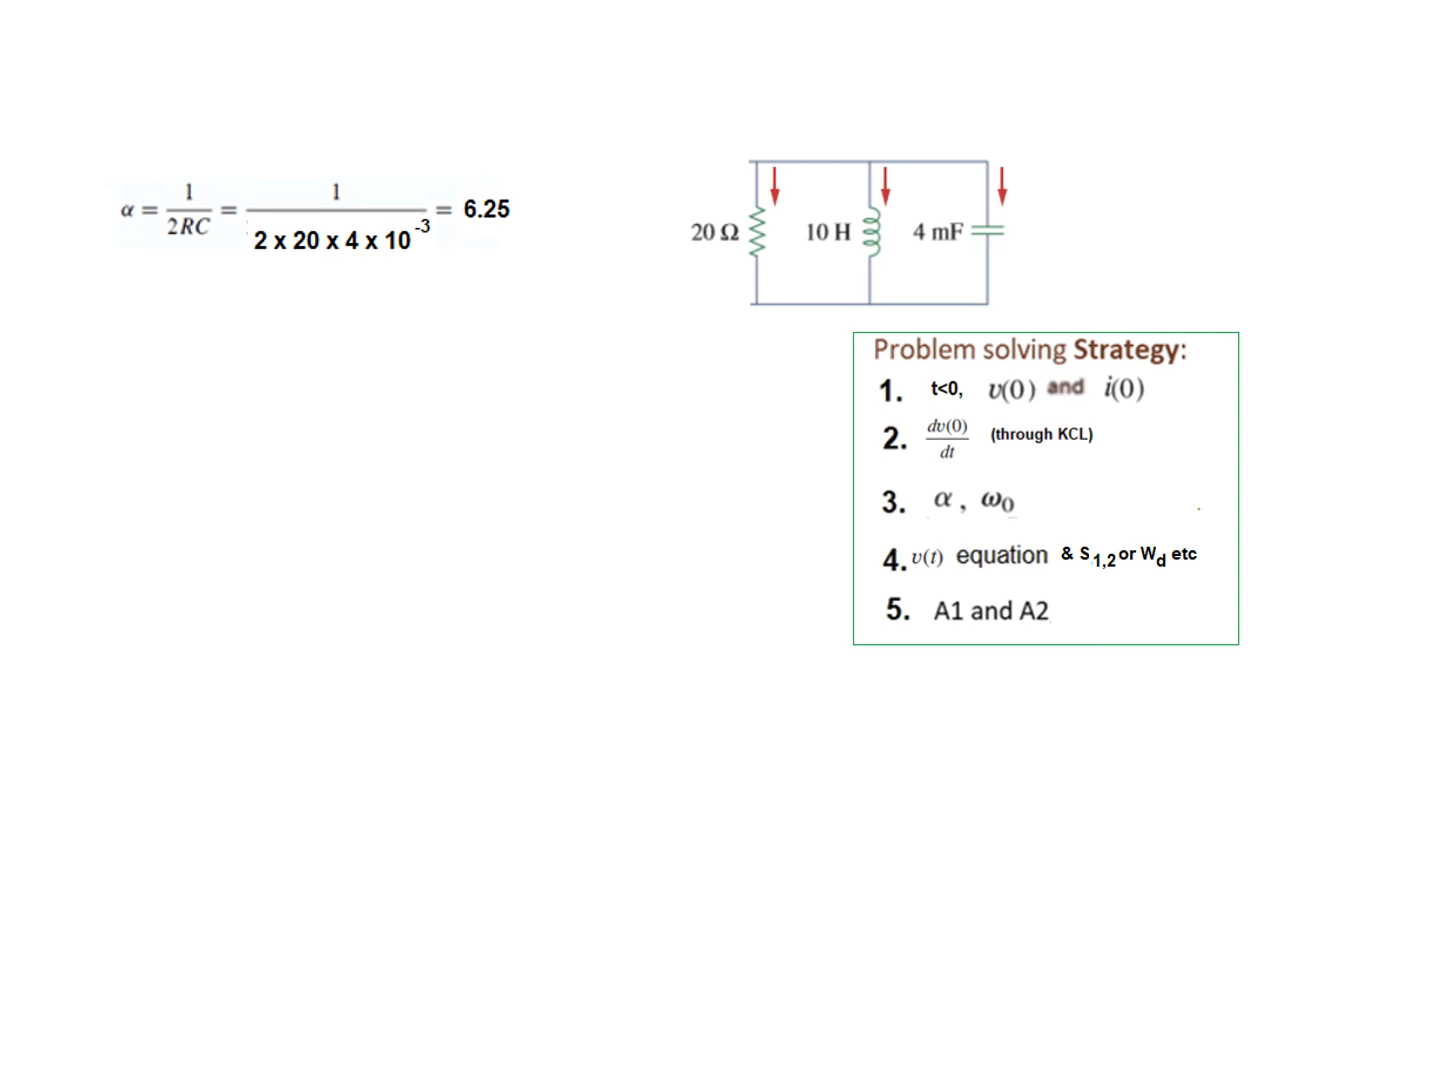 α = 1/2RC = 1/2 x 20 x 4 x 10^-3 = 6.25
20 Ω 10 H 4 mF
Problem solving Strategy:
1. t<0, v(0) and i(0)
2. dv(0)/dt (through KCL)
3. α , ω0
4. v(t) equation & S1,2 or Wd etc
5. A1 and A2